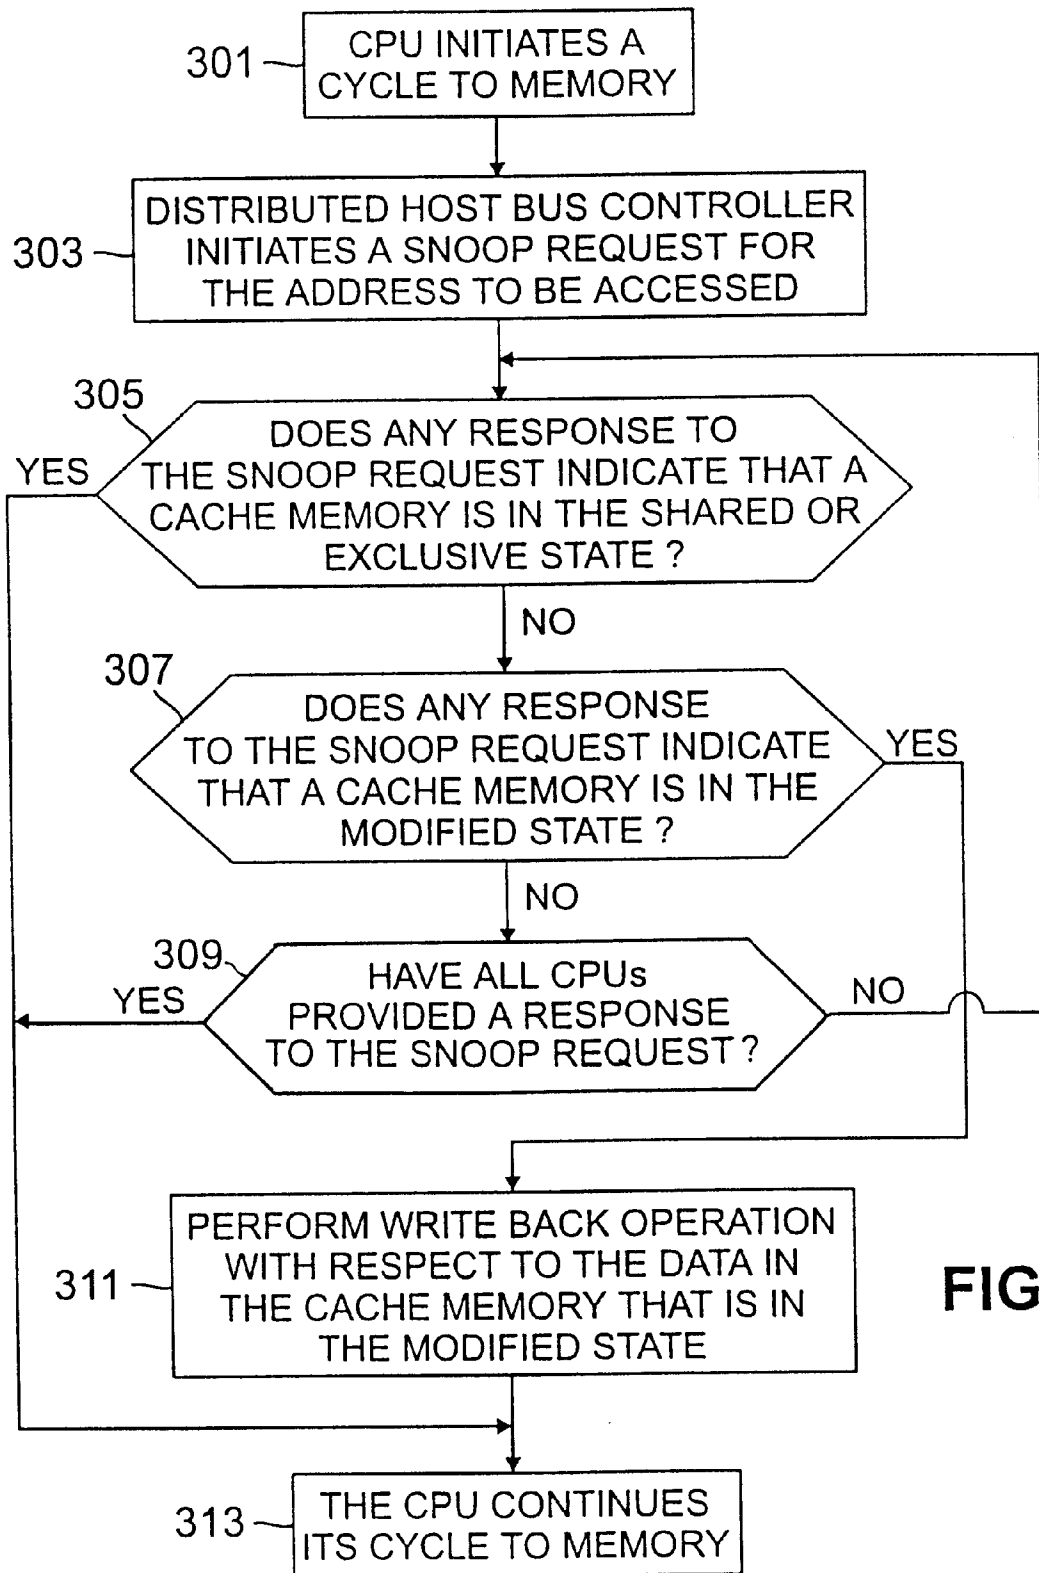 301
CPU INITIATES A
CYCLE TO MEMORY
303
DISTRIBUTED HOST BUS CONTROLLER
INITIATES A SNOOP REQUEST FOR
THE ADDRESS TO BE ACCESSED
305
YES
DOES ANY RESPONSE TO
THE SNOOP REQUEST INDICATE THAT A
CACHE MEMORY IS IN THE SHARED OR
EXCLUSIVE STATE ?
NO
307
DOES ANY RESPONSE
TO THE SNOOP REQUEST INDICATE
THAT A CACHE MEMORY IS IN THE
MODIFIED STATE ?
YES
NO
309
YES
HAVE ALL CPUs
PROVIDED A RESPONSE
TO THE SNOOP REQUEST ?
NO
311
PERFORM WRITE BACK OPERATION
WITH RESPECT TO THE DATA IN
THE CACHE MEMORY THAT IS IN
THE MODIFIED STATE
FIG
313
THE CPU CONTINUES
ITS CYCLE TO MEMORY